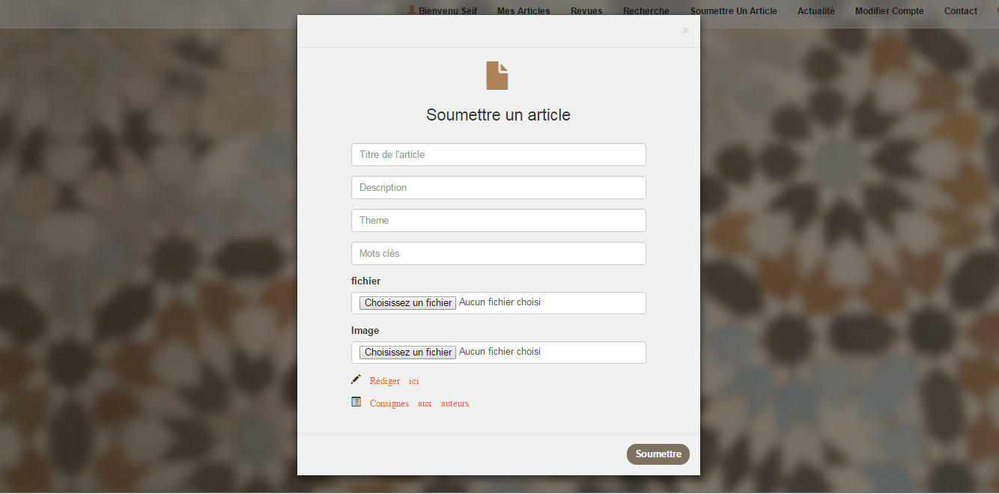 Bienvenu Seif Mes Articles Revues Recherche Soumettre Un Article Actualité Modifier Compte Contact
×
Soumettre un article
Titre de l'article
Description
Theme
Mots clés
fichier
Choisissez un fichier Aucun fichier choisi
Image
Choisissez un fichier Aucun fichier choisi
Rédiger ici
Consignes aux auteurs
Soumettre